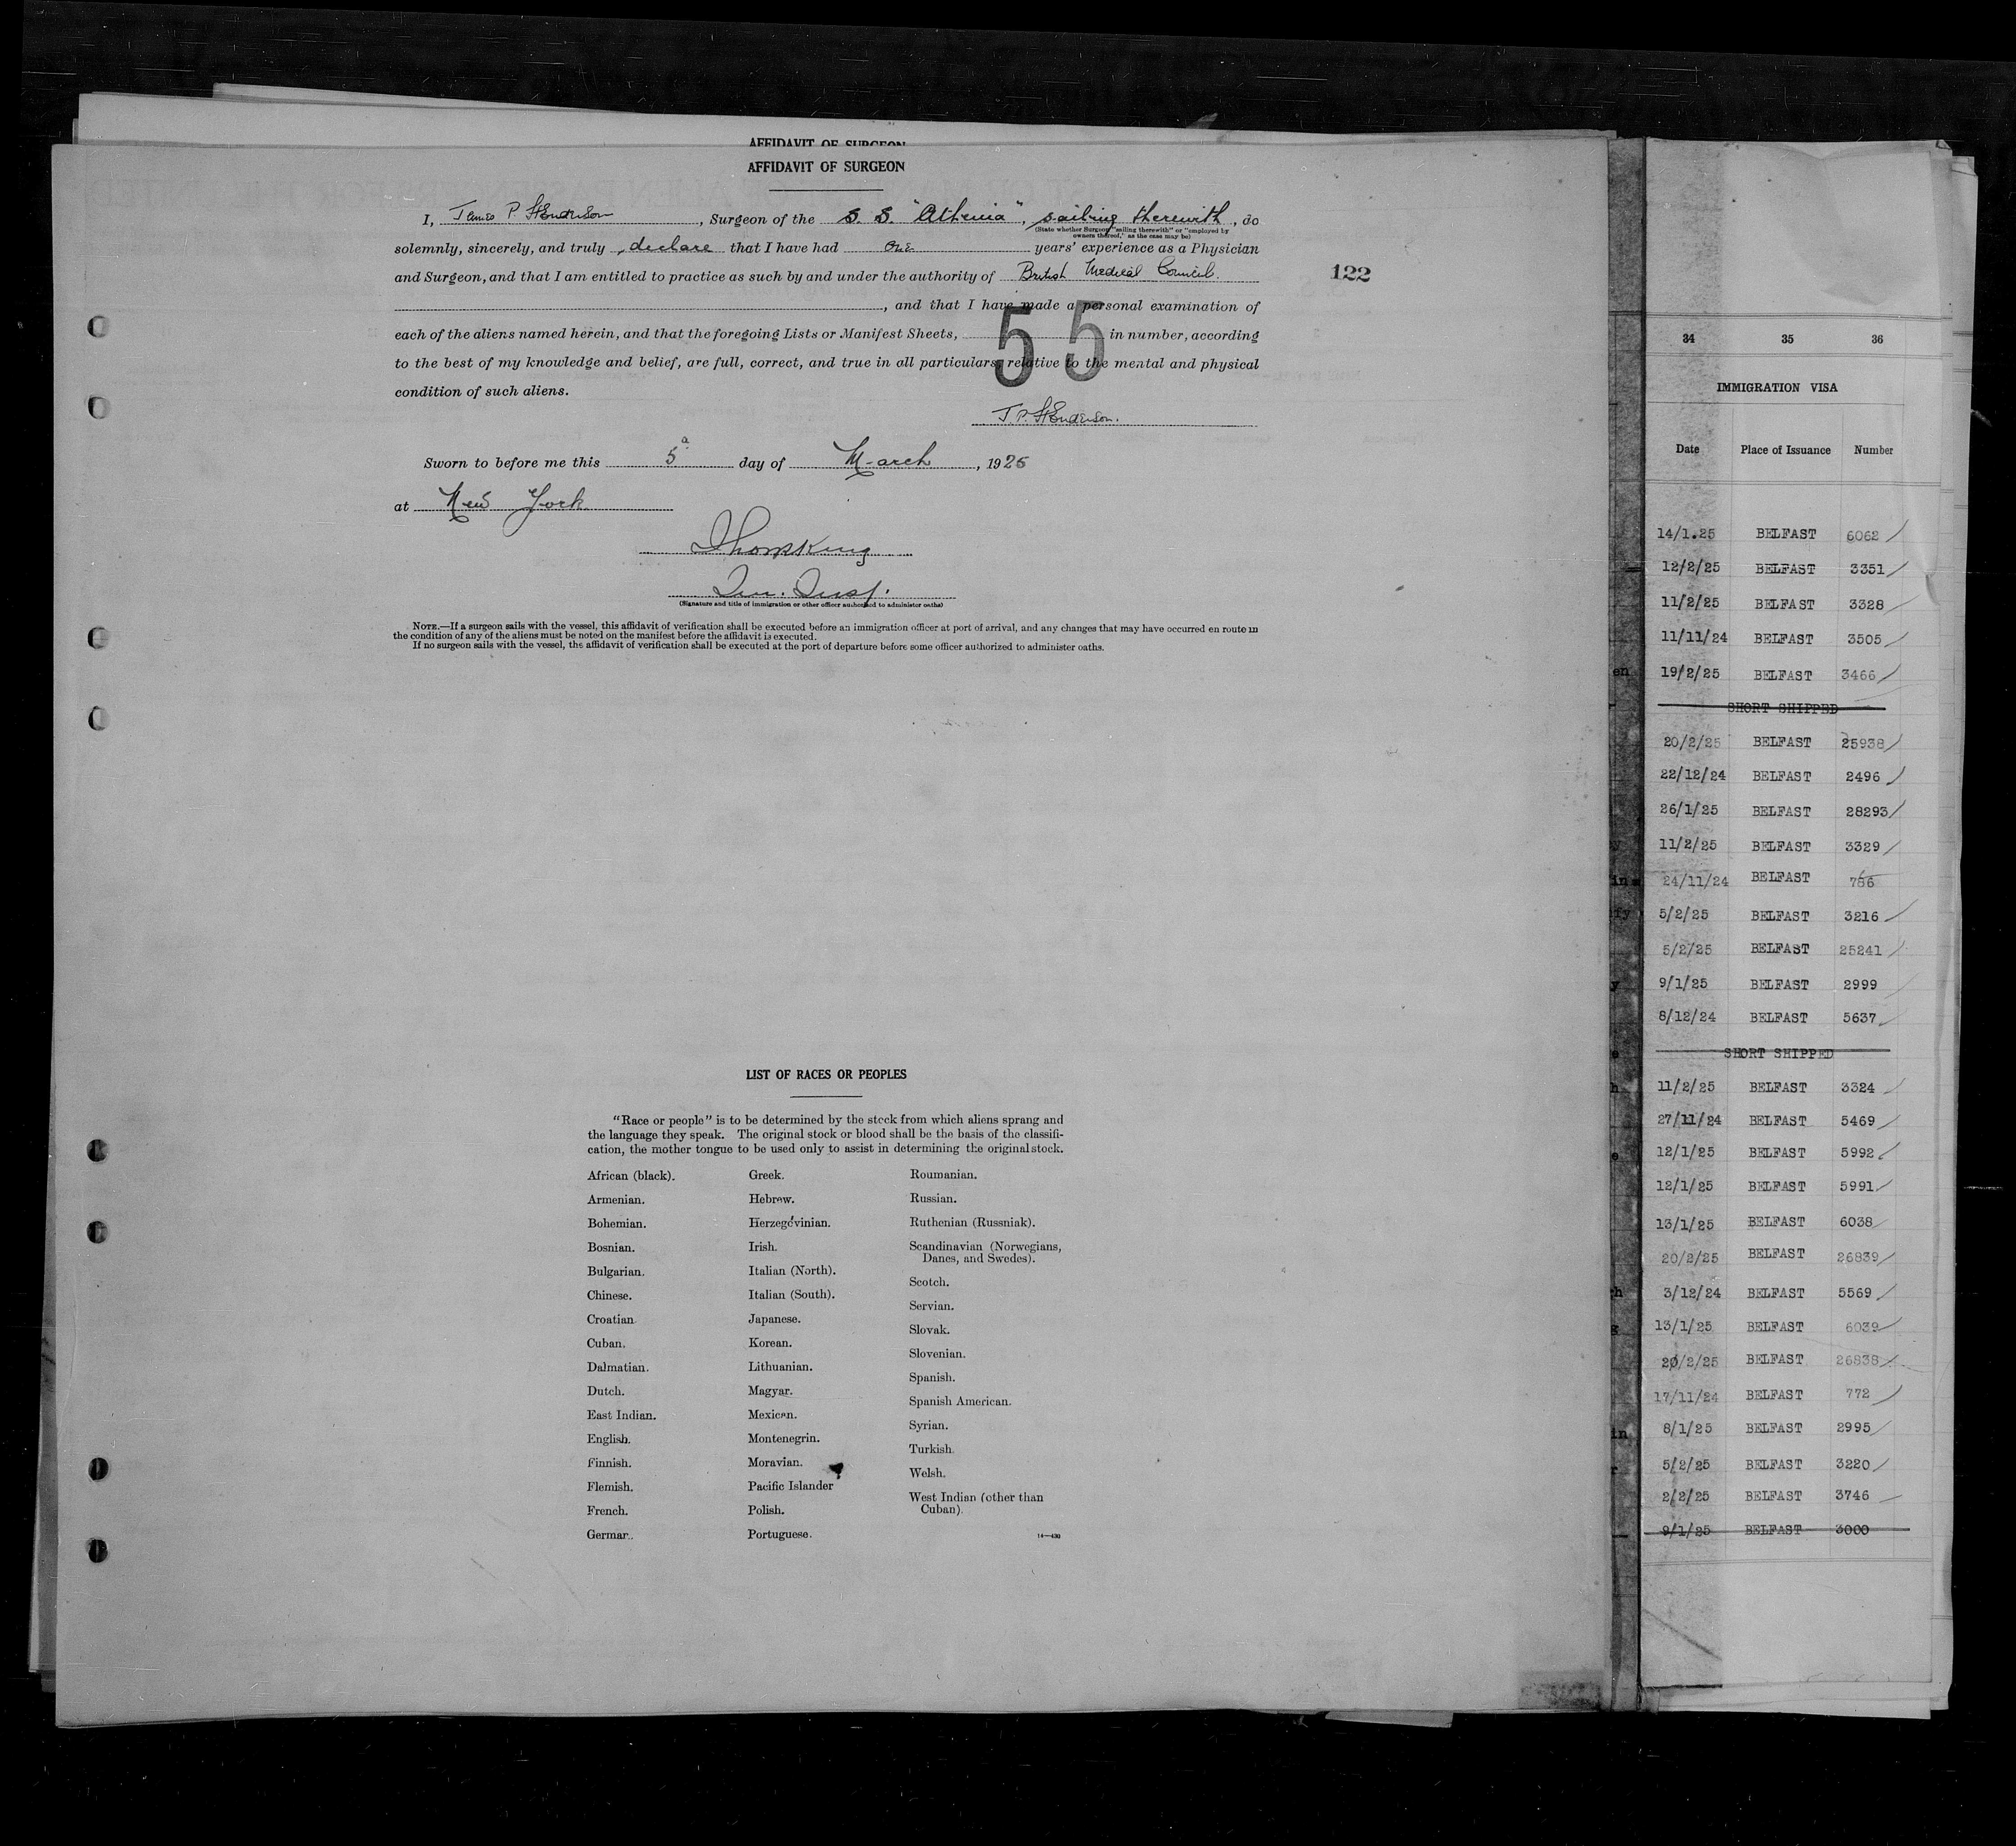 AFFIDAVIT OF SURGEON
AFFIDAVIT OF SURGEON
I, James P. Henderson, Surgeon of the S. S. "Athenia", sailing therewith, do
(State whether Surgeon "sailing therewith" or "employed by
owners thereof," as the case may be)
solemnly, sincerely, and truly declare that I have had one years' experience as a Physician
and Surgeon, and that I am entitled to practice as such by and under the authority of British Medical Council.
122
, and that I have made a personal examination of
each of the aliens named herein, and that the foregoing Lists or Manifest Sheets, 55 in number, according
to the best of my knowledge and belief, are full, correct, and true in all particulars relative to the mental and physical
condition of such aliens.
J. P. Henderson.
Sworn to before me this 5 day of March, 1925
at New York
Imm. Insp.
(Signature and title of immigration or other officer authorized to administer oaths)
NOTE.—If a surgeon sails with the vessel, this affidavit of verification shall be executed before an immigration officer at port of arrival, and any changes that may have occurred en route in
the condition of any of the aliens must be noted on the manifest before the affidavit is executed.
If no surgeon sails with the vessel, the affidavit of verification shall be executed at the port of departure before some officer authorized to administer oaths.
LIST OF RACES OR PEOPLES
"Race or people" is to be determined by the stock from which aliens sprang and
the language they speak. The original stock or blood shall be the basis of the classifi-
cation, the mother tongue to be used only to assist in determining the original stock.
African (black).
Armenian.
Bohemian.
Bosnian.
Bulgarian.
Chinese.
Croatian.
Cuban.
Dalmatian.
Dutch.
East Indian.
English.
Finnish.
Flemish.
French.
German.
Greek.
Hebrew.
Herzegovinian.
Irish.
Italian (North).
Italian (South).
Japanese.
Korean.
Lithuanian.
Magyar.
Mexican.
Montenegrin.
Moravian.
Pacific Islander
Polish.
Portuguese.
Roumanian.
Russian.
Ruthenian (Russniak).
Scandinavian (Norwegians,
Danes, and Swedes).
Scotch.
Servian.
Slovak.
Slovenian.
Spanish.
Spanish American.
Syrian.
Turkish.
Welsh.
West Indian (other than
Cuban).
14—430
34 35 36
IMMIGRATION VISA
Date Place of Issuance Number
14/1.25 BELFAST 6062
12/2/25 BELFAST 3351
11/2/25 BELFAST 3328
11/11/24 BELFAST 3505
19/2/25 BELFAST 3466
SHORT SHIPPED
20/2/25 BELFAST 25938
22/12/24 BELFAST 2496
26/1/25 BELFAST 28293
11/2/25 BELFAST 3329
24/11/24 BELFAST 786
5/2/25 BELFAST 3216
5/2/25 BELFAST 25241
9/1/25 BELFAST 2999
8/12/24 BELFAST 5637
SHORT SHIPPED
11/2/25 BELFAST 3324
27/11/24 BELFAST 5469
12/1/25 BELFAST 5992
12/1/25 BELFAST 5991
13/1/25 BELFAST 6038
20/2/25 BELFAST 26839
3/12/24 BELFAST 5569
13/1/25 BELFAST 6039
20/2/25 BELFAST 26838
17/11/24 BELFAST 772
8/1/25 BELFAST 2995
5/2/25 BELFAST 3220
2/2/25 BELFAST 3746
9/1/25 BELFAST 3000